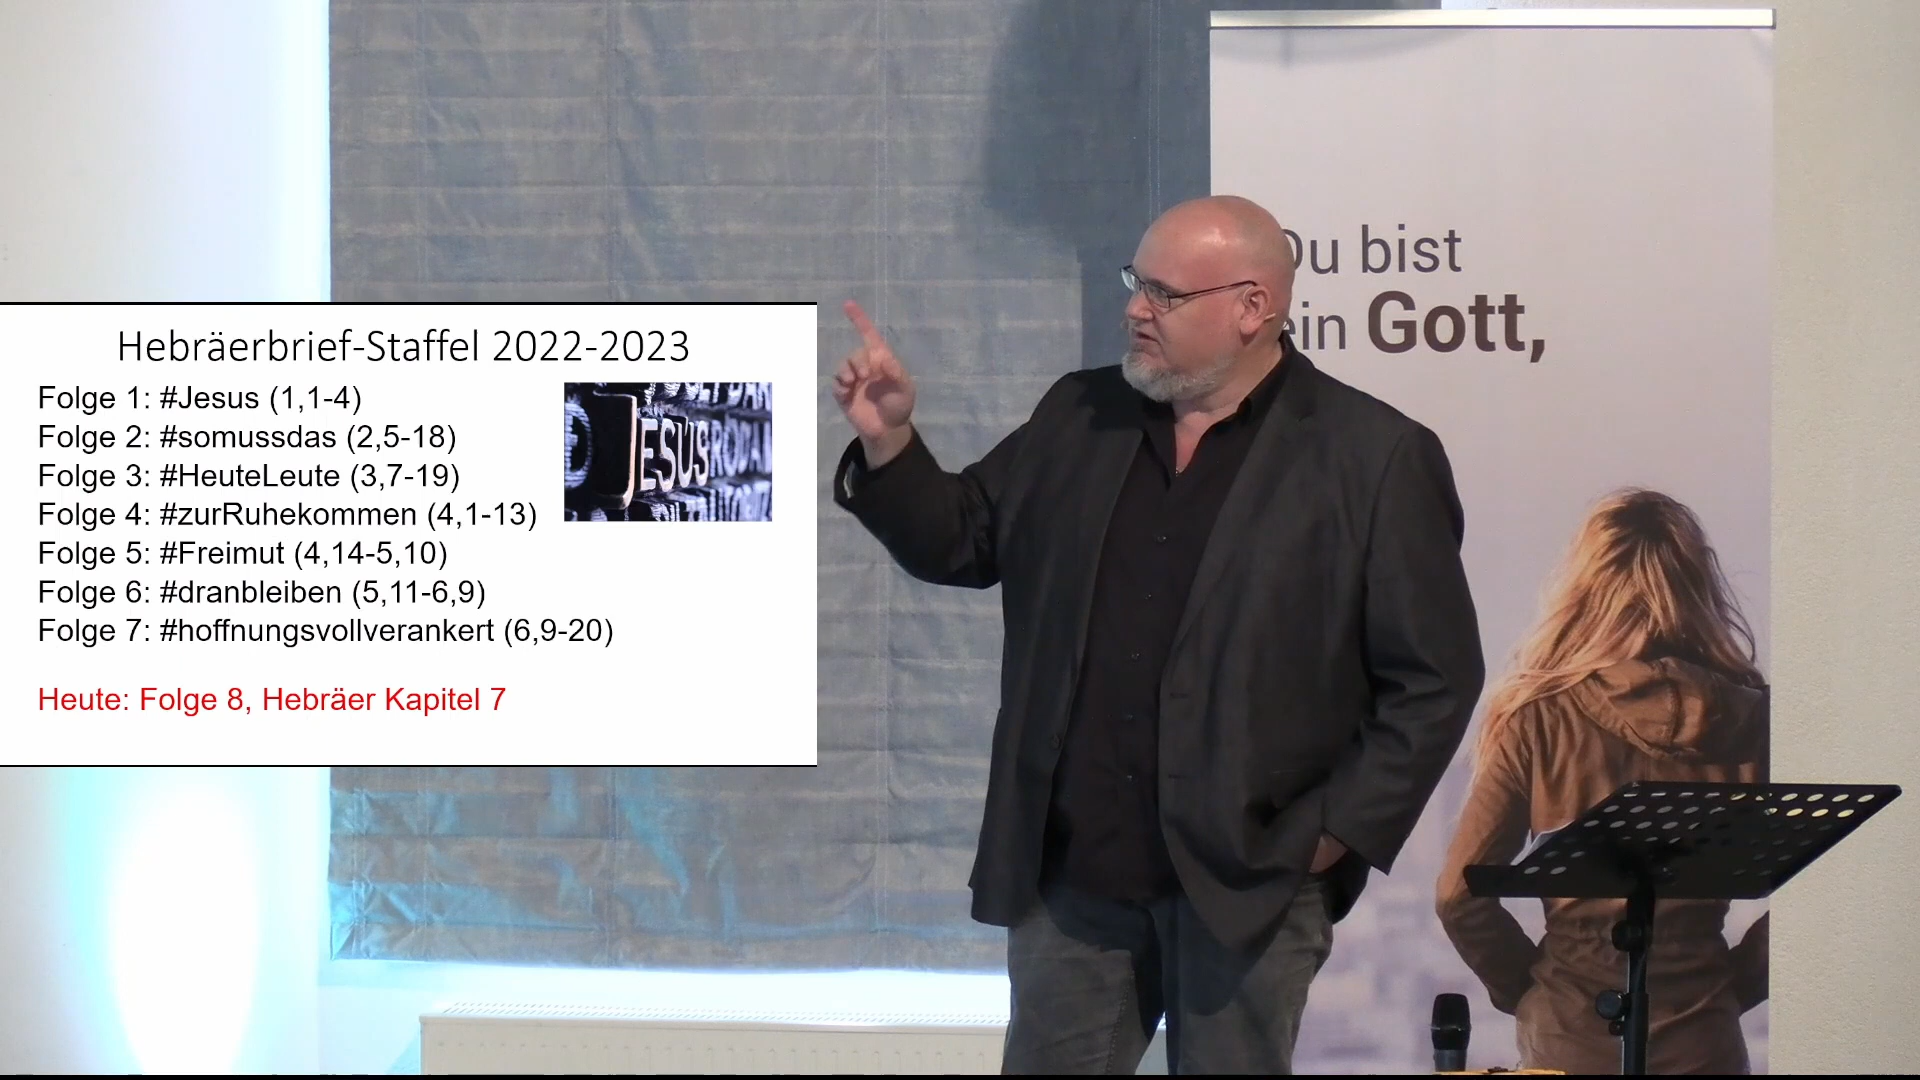 Hebräerbrief-Staffel 2022-2023
Folge 1: #Jesus (1,1-4)
Folge 2: #somussdas (2,5-18)
Folge 3: #HeuteLeute (3,7-19)
Folge 4: #zurRuhekommen (4,1-13)
Folge 5: #Freimut (4,14-5,10)
Folge 6: #dranbleiben (5,11-6,9)
Folge 7: #hoffnungsvollverankert (6,9-20)
Heute: Folge 8, Hebräer Kapitel 7
JESUS
Du bist
ein Gott,